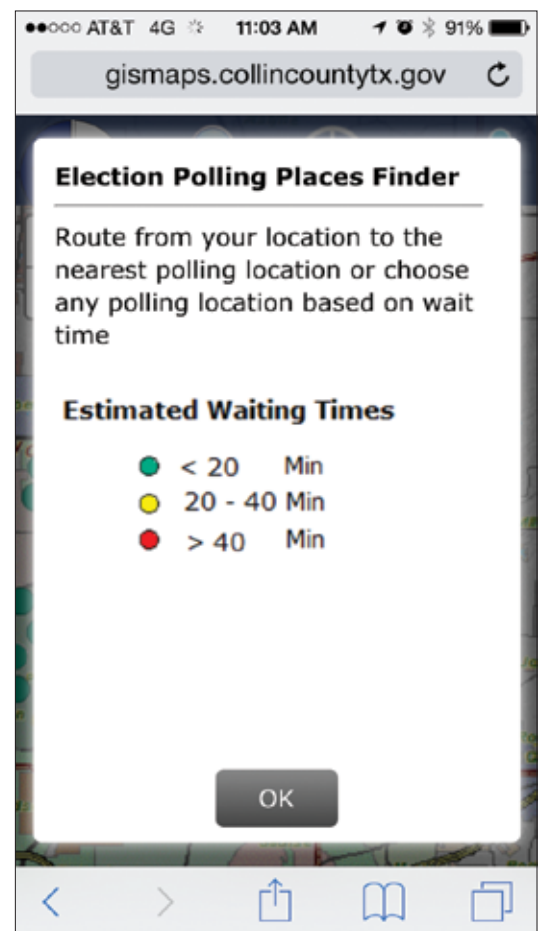 AT&T 4G 11:03 AM 91%
gismaps.collincountytx.gov
Election Polling Places Finder
Route from your location to the
nearest polling location or choose
any polling location based on wait
time
Estimated Waiting Times
< 20 Min
20 - 40 Min
> 40 Min
OK